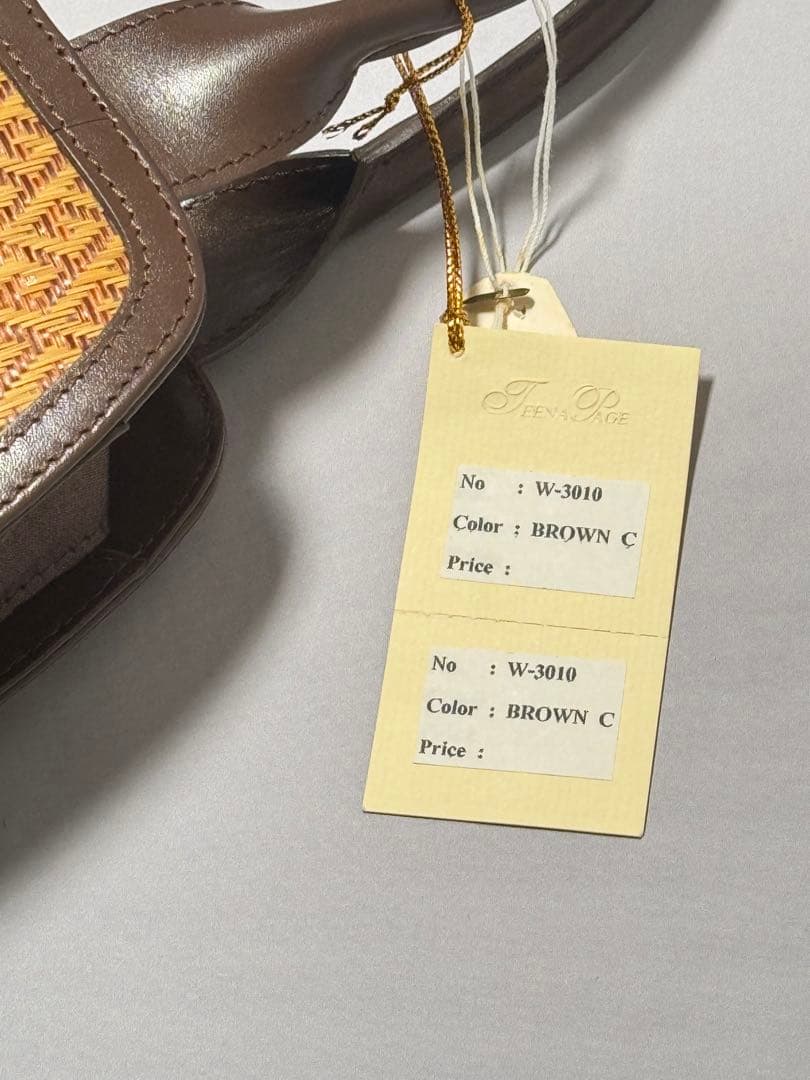 TEENA PAGE
No : W-3010
Color : BROWN C
Price :
No : W-3010
Color : BROWN C
Price :